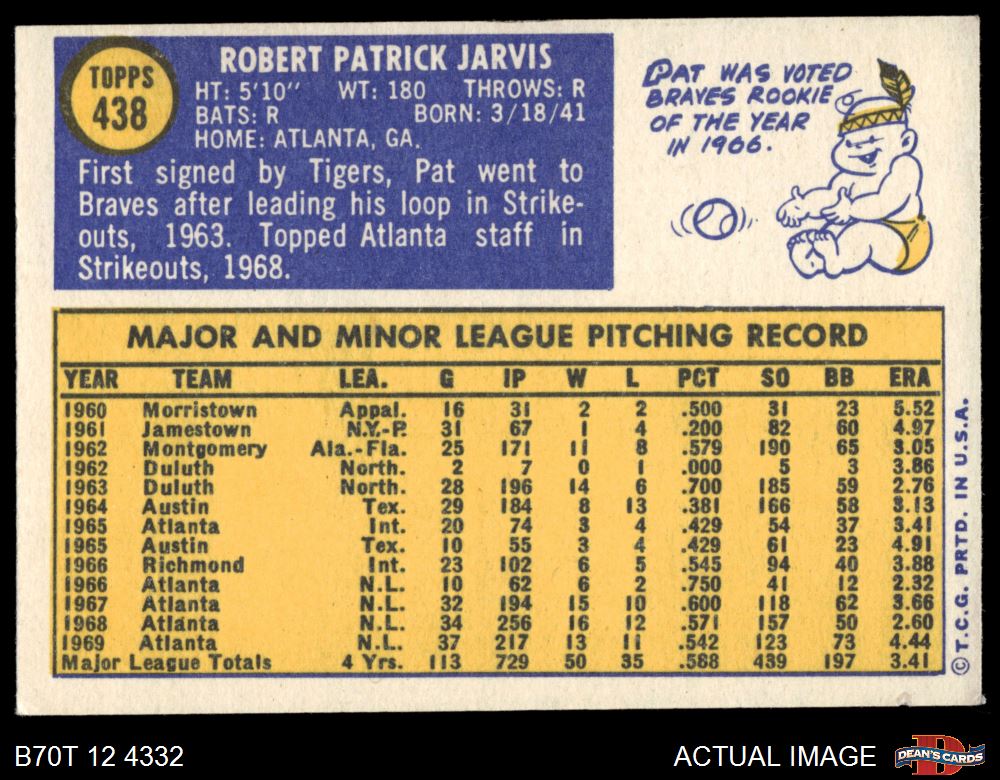 TOPPS
438
ROBERT PATRICK JARVIS
HT: 5'10" WT: 180 THROWS: R
BATS: R BORN: 3/18/41
HOME: ATLANTA, GA.
First signed by Tigers, Pat went to
Braves after leading his loop in Strike-
outs, 1963. Topped Atlanta staff in
Strikeouts, 1968.
PAT WAS VOTED
BRAVES ROOKIE
OF THE YEAR
IN 1966.
MAJOR AND MINOR LEAGUE PITCHING RECORD
YEAR TEAM LEA. G IP W L PCT SO BB ERA
1960 Morristown Appal. 16 31 2 2 .500 31 23 5.52
1961 Jamestown N.Y.-P. 31 67 1 4 .200 82 60 4.97
1962 Montgomery Ala.-Fla. 25 171 11 8 .579 190 65 3.05
1962 Duluth North. 2 7 0 1 .000 5 3 3.86
1963 Duluth North. 28 196 14 6 .700 185 59 2.76
1964 Austin Tex. 29 184 8 13 .381 166 58 3.13
1965 Atlanta Int. 20 74 3 4 .429 54 37 3.41
1965 Austin Tex. 10 55 3 4 .429 61 23 4.91
1966 Richmond Int. 23 102 6 5 .545 94 40 3.88
1966 Atlanta N.L. 10 62 6 2 .750 41 12 2.32
1967 Atlanta N.L. 32 194 15 10 .600 118 62 3.66
1968 Atlanta N.L. 34 256 16 12 .571 157 50 2.60
1969 Atlanta N.L. 37 217 13 11 .542 123 73 4.44
Major League Totals 4 Yrs. 113 729 50 35 .588 439 197 3.41
© T.C.G. PRTD. IN U.S.A.
B70T 12 4332
ACTUAL IMAGE
DEAN'S CARDS